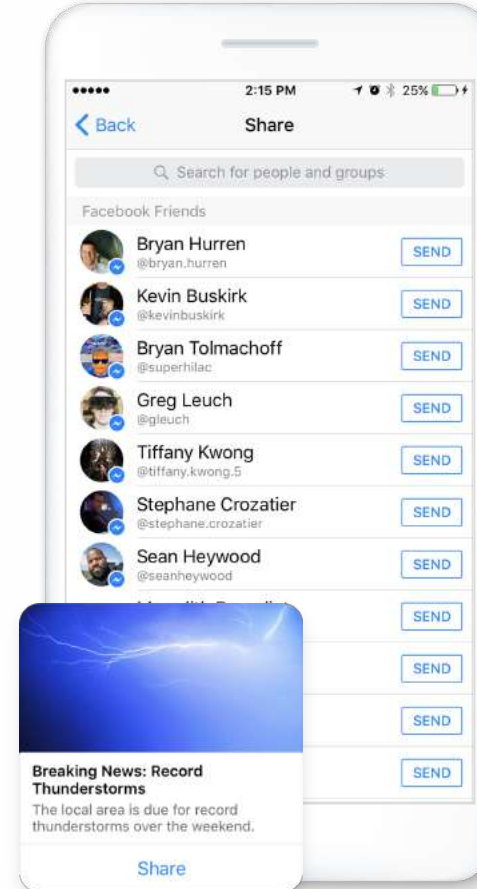 2:15 PM
25%
Back
Share
Search for people and groups
Facebook Friends
Bryan Hurren
SEND
@bryan.hurren
Kevin Buskirk
SEND
@kevinbuskirk
Bryan Tolmachoff
SEND
@superhilac
Greg Leuch
SEND
@gleuch
Tiffany Kwong
SEND
@tiffany.kwong.5
Stephane Crozatier
SEND
@stephane.crozatier
Sean Heywood
SEND
@seanheywood
SEND
SEND
SEND
SEND
Breaking News: Record
Thunderstorms
The local area is due for record
thunderstorms over the weekend.
Share